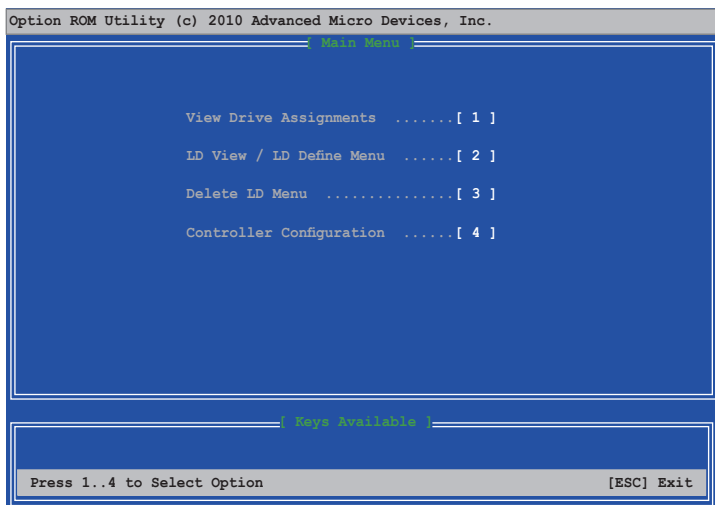 Option ROM Utility (c) 2010 Advanced Micro Devices, Inc.
[ Main Menu ]
View Drive Assignments .......[ 1 ]
LD View / LD Define Menu ......[ 2 ]
Delete LD Menu ...............[ 3 ]
Controller Configuration ......[ 4 ]
[ Keys Available ]
Press 1..4 to Select Option [ESC] Exit